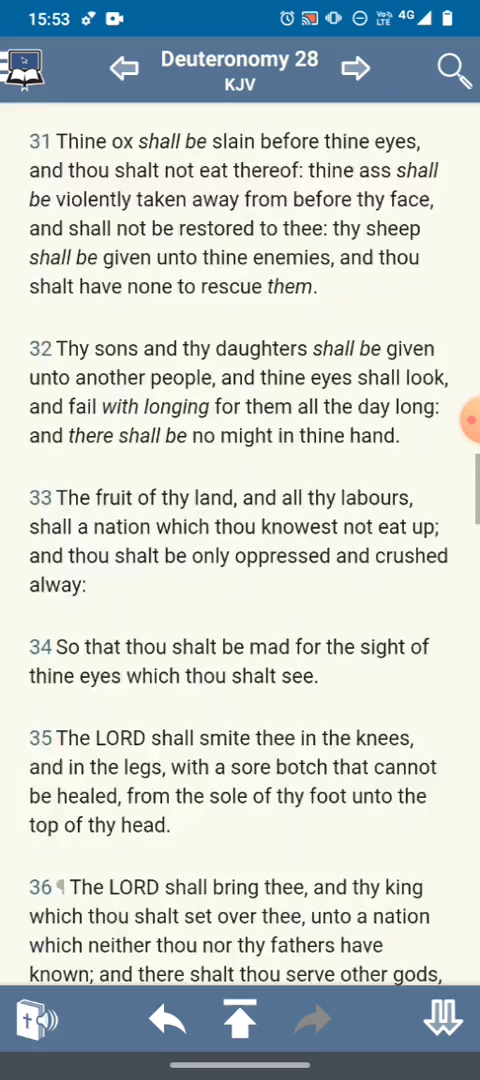 15:53
Vo)) LTE 4G
Deuteronomy 28
KJV
31 Thine ox shall be slain before thine eyes,
and thou shalt not eat thereof: thine ass shall
be violently taken away from before thy face,
and shall not be restored to thee: thy sheep
shall be given unto thine enemies, and thou
shalt have none to rescue them.
32 Thy sons and thy daughters shall be given
unto another people, and thine eyes shall look,
and fail with longing for them all the day long:
and there shall be no might in thine hand.
33 The fruit of thy land, and all thy labours,
shall a nation which thou knowest not eat up;
and thou shalt be only oppressed and crushed
alway:
34 So that thou shalt be mad for the sight of
thine eyes which thou shalt see.
35 The LORD shall smite thee in the knees,
and in the legs, with a sore botch that cannot
be healed, from the sole of thy foot unto the
top of thy head.
36 ¶ The LORD shall bring thee, and thy king
which thou shalt set over thee, unto a nation
which neither thou nor thy fathers have
known; and there shalt thou serve other gods,